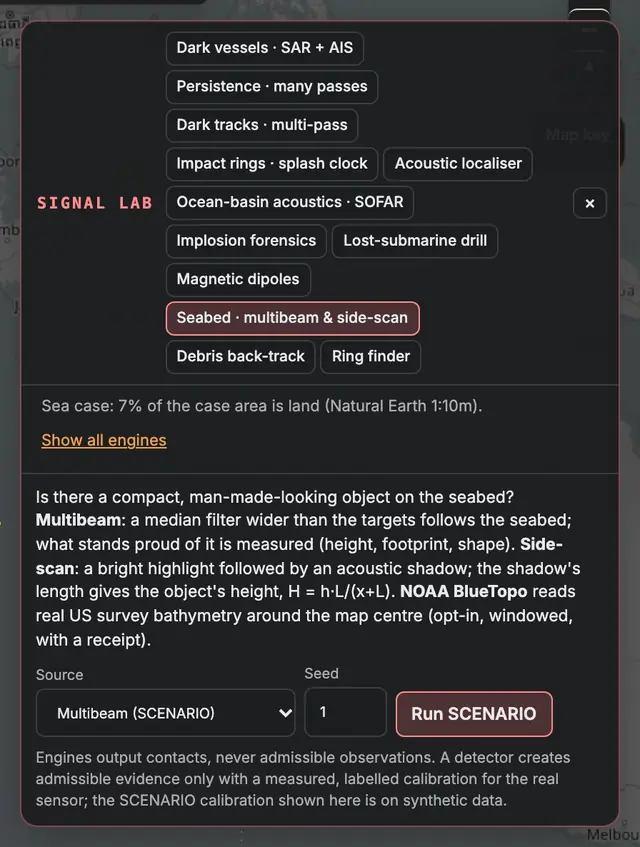 Dark vessels · SAR + AIS
Persistence · many passes
Dark tracks · multi-pass
Map key
Impact rings · splash clock Acoustic localiser
SIGNAL LAB Ocean-basin acoustics · SOFAR ×
Implosion forensics Lost-submarine drill
Magnetic dipoles
Seabed · multibeam & side-scan
Debris back-track Ring finder
Sea case: 7% of the case area is land (Natural Earth 1:10m).
Show all engines
Is there a compact, man-made-looking object on the seabed?
Multibeam: a median filter wider than the targets follows the seabed;
what stands proud of it is measured (height, footprint, shape). Side-
scan: a bright highlight followed by an acoustic shadow; the shadow's
length gives the object's height, H = h·L/(x+L). NOAA BlueTopo reads
real US survey bathymetry around the map centre (opt-in, windowed,
with a receipt).
Source Seed
Multibeam (SCENARIO) 1 Run SCENARIO
Engines output contacts, never admissible observations. A detector creates
admissible evidence only with a measured, labelled calibration for the real
sensor; the SCENARIO calibration shown here is on synthetic data.
Melbou